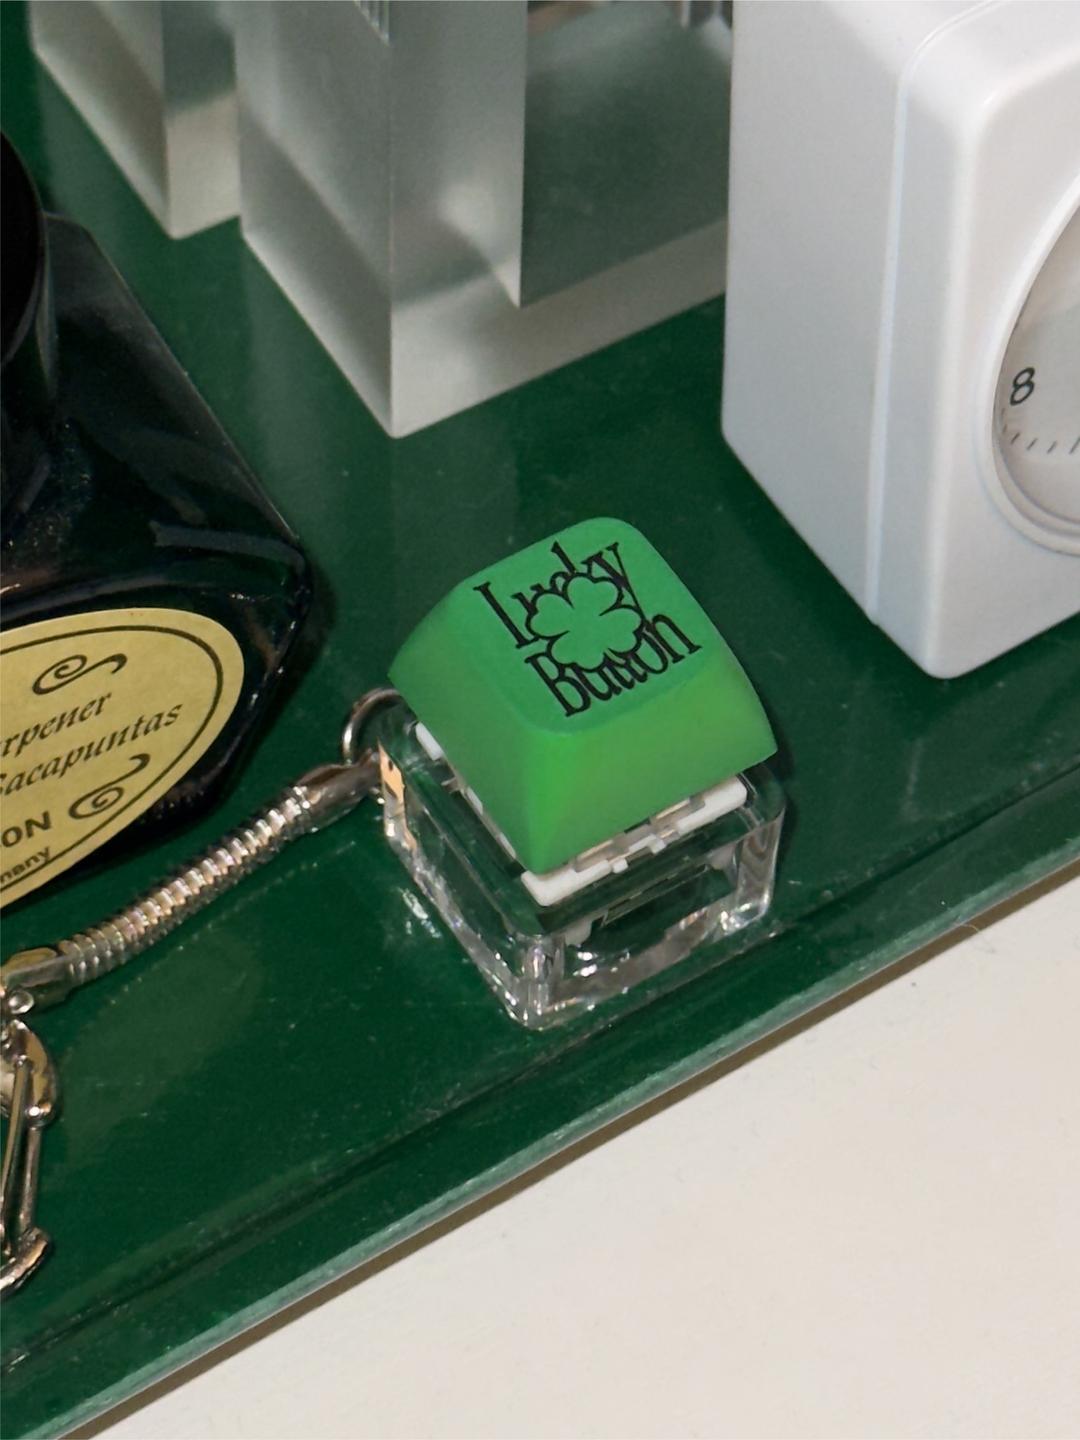 Lucky
Button
8
rpener
Sacapuntas
ON
many